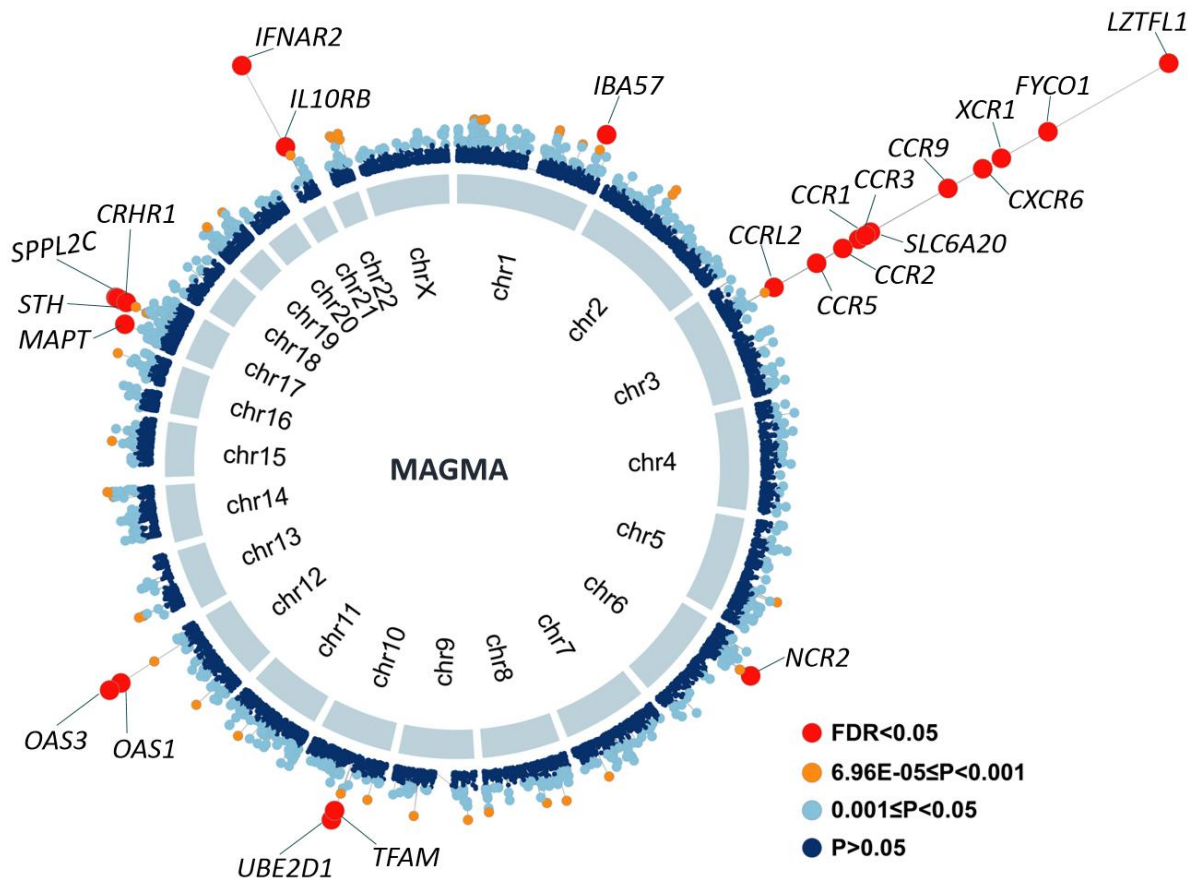 LZTFL1
IFNAR2
FYCO1
IBA57
IL10RB
XCR1
CCR9
CCR3
CXCR6
CCR1
CRHR1
SLC6A20
SPPL2C
CCRL2
CCR2
STH
CCR5
MAPT
chr1
chr2
chr3
chr4
chr5
chr6
chr7
chr8
chr9
chr10
chr11
chr12
chr13
chr14
chr15
chr16
chr17
chr18
chr19
chr20
chr21
chr22
chrX
MAGMA
NCR2
OAS3
OAS1
UBE2D1
TFAM
FDR<0.05
6.96E-05≤P<0.001
0.001≤P<0.05
P>0.05